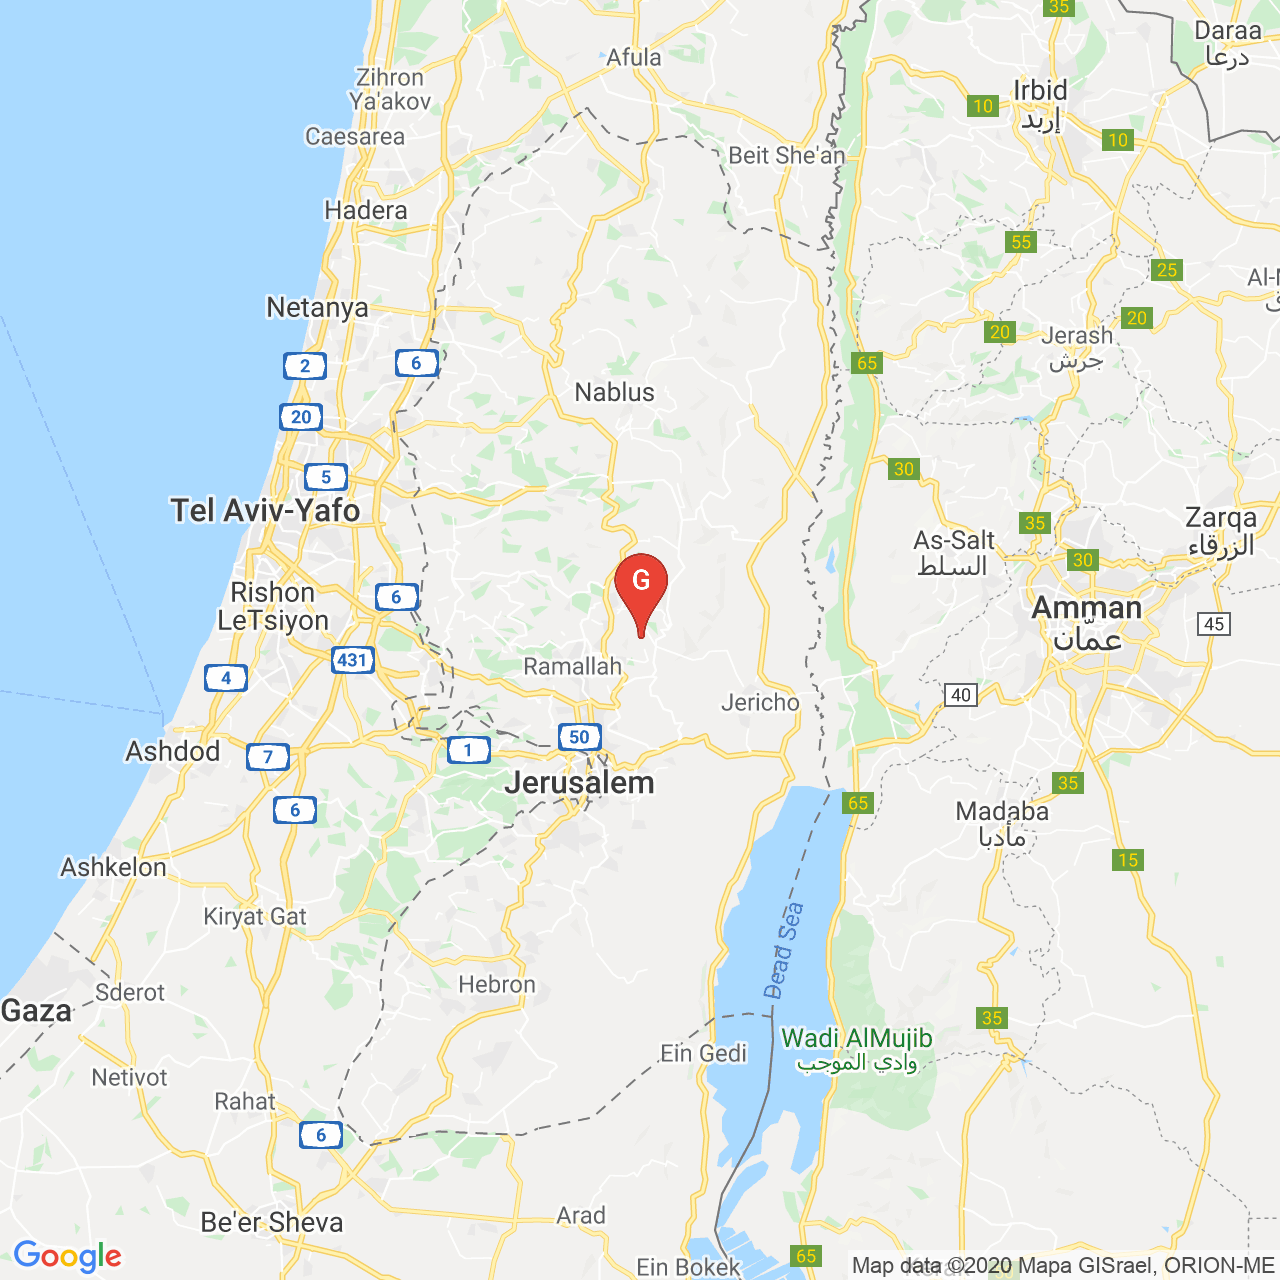 35
Daraa
درعا
Afula
Zihron
Ya'akov
Irbid
إربد
10
Caesarea
10
Beit She'an
Hadera
55
25
Al-
Netanya
20
20
Jerash
جرش
2
6
65
Nablus
20
30
5
Tel Aviv-Yafo
35
Zarqa
الزرقاء
As-Salt
السلط
30
G
Rishon
LeTsiyon
6
Amman
عمّان
45
431
Ramallah
4
40
Jericho
50
Ashdod
7
1
Jerusalem
35
6
65
Madaba
مأدبا
Ashkelon
15
Kiryat Gat
Dead Sea
Hebron
Sderot
Gaza
35
Wadi AlMujib
وادي الموجب
Ein Gedi
Netivot
Rahat
6
Arad
Be'er Sheva
Google
Ein Bokek
65
Map data ©2020 Mapa GISrael, ORION-ME